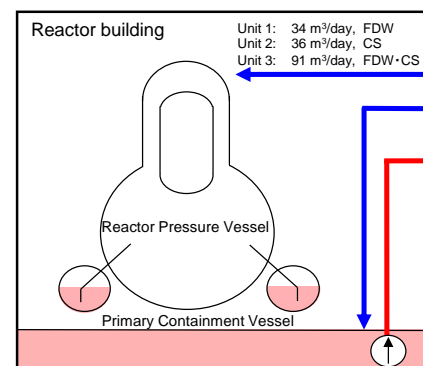 Reactor building
Unit 1: 34 m³/day, FDW
Unit 2: 36 m³/day, CS
Unit 3: 91 m³/day, FDW・CS
Reactor Pressure Vessel
Primary Containment Vessel